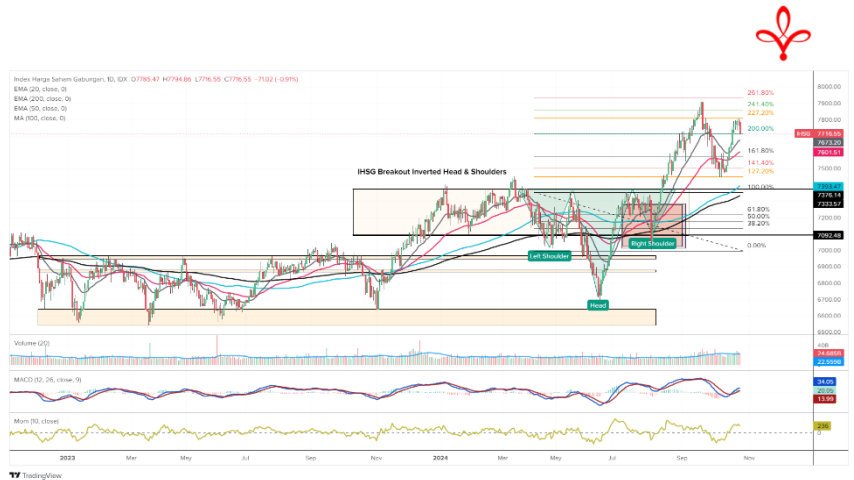 Index Harga Saham Gabungan, 1D, IDX O7785.47 H7794.86 L7716.55 C7716.55 -71.02 (-0.91%)
EMA (20, close, 0)
EMA (200, close, 0)
EMA (50, close, 0)
MA (100, close, 0)
IHSG Breakout Inverted Head & Shoulders
Left Shoulder
Head
Right Shoulder
261.80%
241.40%
227.20%
200.00%
161.80%
141.40%
127.20%
100.00%
61.80%
50.00%
38.20%
0.00%
8000.00
7900.00
7800.00
IHSG 7716.55
7673.20
7601.51
7500.00
7393.47
7376.14
7333.57
7200.00
7092.48
7000.00
6900.00
6800.00
6700.00
6600.00
6500.00
Volume (20)
40B
24.685B
22.559B
MACD (12, 26, close, 9)
34.05
20.05
13.99
Mom (10, close)
236
0
2023 Mar May Jul Sep Nov 2024 Mar May Jul Sep Nov
TradingView